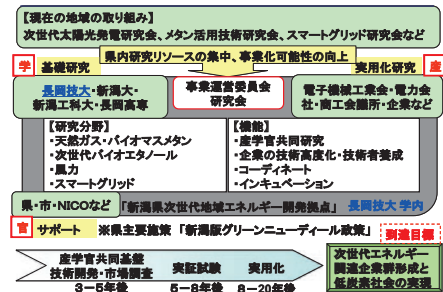 【現在の地域の取り組み】
次世代太陽光発電研究会、メタン活用技術研究会、スマートグリッド研究会など
県内研究リソースの集中、事業化可能性の向上
学 基礎研究
実用化研究 産
長岡技大・新潟大・
新潟工科大・長岡高専
事業運営委員会
研究会
電子機械工業会・電力会
社・商工会議所・企業など
【研究分野】
・天然ガス・バイオマスメタン
・次世代バイオエタノール
・風力
・スマートグリッド
【機能】
・産学官共同研究
・企業の技術高度化・技術者養成
・コーディネート
・インキュベーション
県・市・NICOなど
「新潟県次世代地域エネルギー開発拠点」 長岡技大 学内
官 サポート ※県主要施策 「新潟版グリーンニューディール政策」
到達目標
産学官共同基盤
技術開発・市場調査
3－5年後
実証試験
5－8年後
実用化
8－20年後
次世代エネルギー
関連企業群形成と
低炭素社会の実現